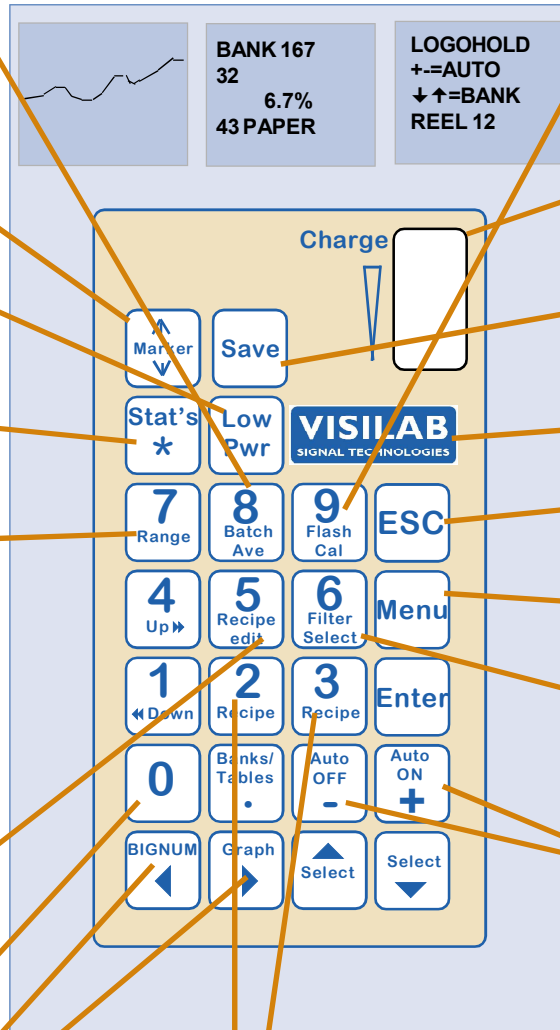 BANK 167
32
6.7%
43 PAPER
LOGOHOLD
+-=AUTO
↓↑=BANK
REEL 12
Charge
Marker
Save
Stat's
*
Low
Pwr
VISILAB
SIGNAL TECHNOLOGIES
7
Range
8
Batch
Ave
9
Flash
Cal
ESC
4
Up
5
Recipe
edit
6
Filter
Select
Menu
1
Down
2
Recipe
3
Recipe
Enter
0
Banks/
Tables
.
Auto
OFF
-
Auto
ON
+
BIGNUM
Graph
Select
Select